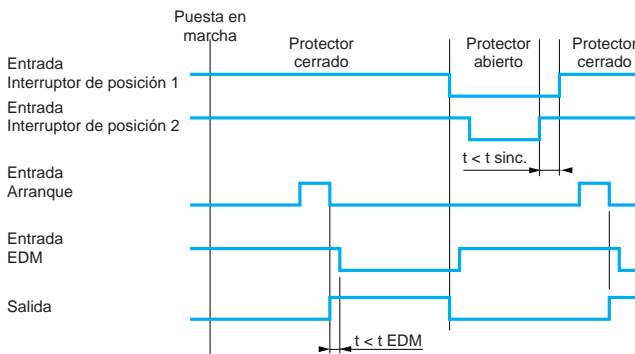 Puesta en
marcha
Protector
cerrado
Protector
abierto
Protector
cerrado
Entrada
Interruptor de posición 1
Entrada
Interruptor de posición 2
t < t sinc.
Entrada
Arranque
Entrada
EDM
Salida
t < t EDM